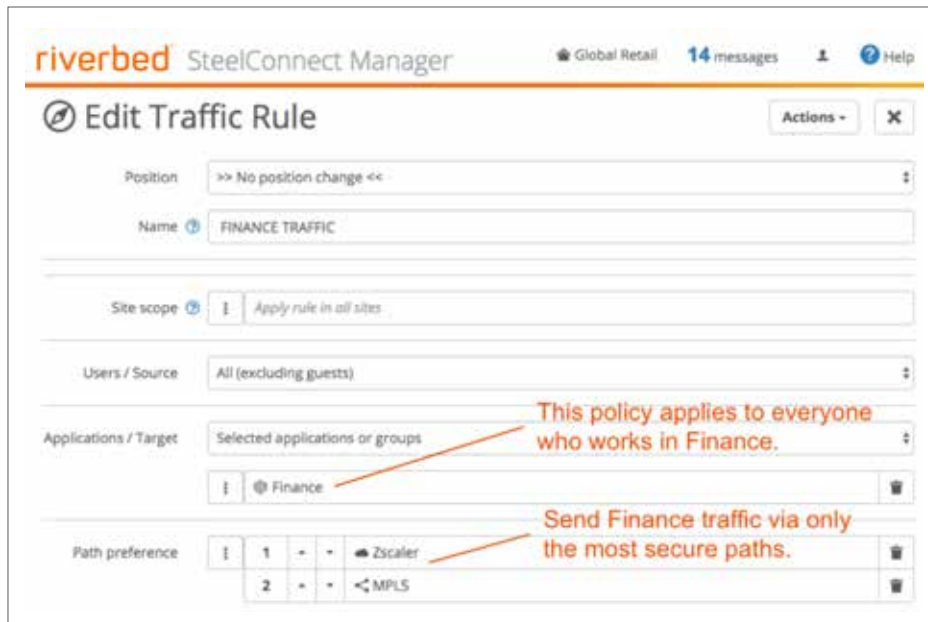 riverbed SteelConnect Manager Global Retail 14 messages Help
Edit Traffic Rule Actions
Position >> No position change <<
Name FINANCE TRAFFIC
Site scope Apply rule in all sites
Users / Source All (excluding guests)
This policy applies to everyone
who works in Finance.
Applications / Target Selected applications or groups
Finance
Send Finance traffic via only
the most secure paths.
Path preference 1 Zscaler
2 MPLS